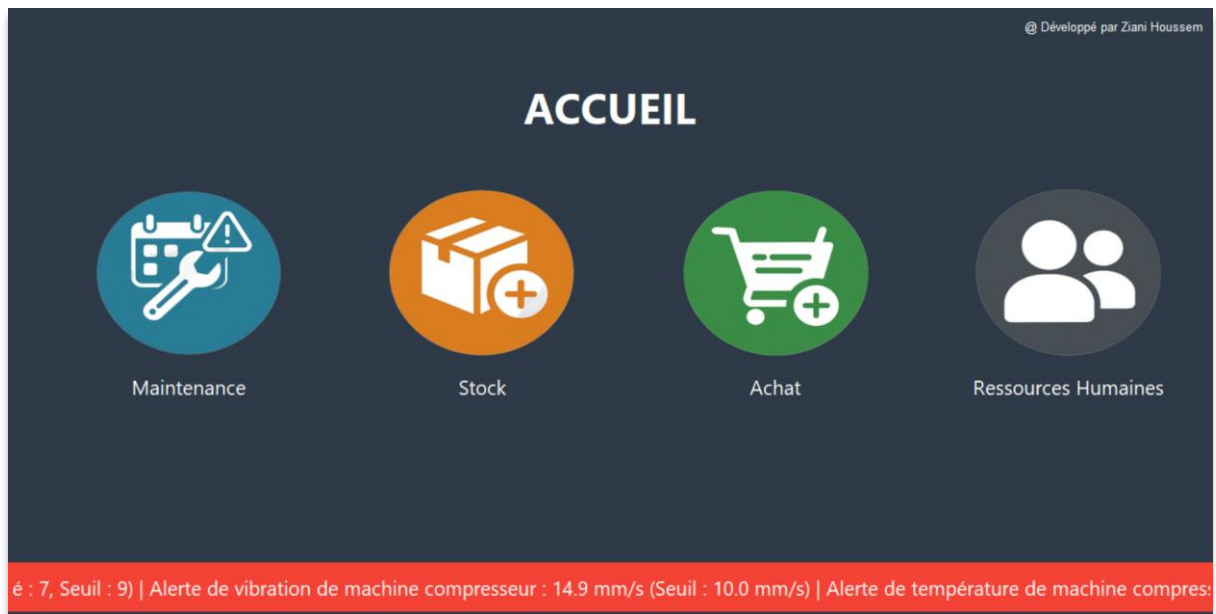 @ Développé par Ziani Houssem
ACCUEIL
Maintenance
Stock
Achat
Ressources Humaines
é : 7, Seuil : 9) | Alerte de vibration de machine compresseur : 14.9 mm/s (Seuil : 10.0 mm/s) | Alerte de température de machine compres